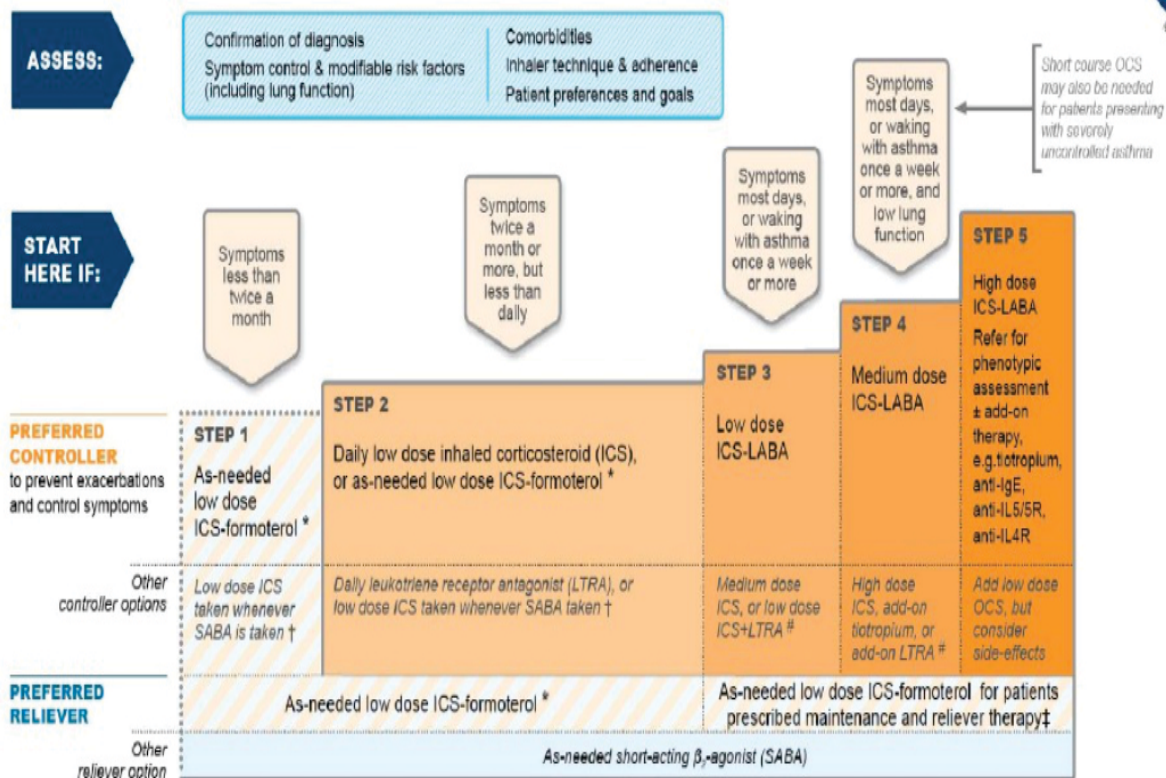 ASSESS:
Confirmation of diagnosis
Symptom control & modifiable risk factors
(including lung function)
Comorbidities
Inhaler technique & adherence
Patient preferences and goals
Short course OCS
may also be needed
for patients presenting
with severely
uncontrolled asthma
START
HERE IF:
Symptoms
less than
twice a
month
Symptoms
twice a
month or
more, but
less than
daily
Symptoms
most days,
or waking
with asthma
once a week
or more
Symptoms
most days,
or waking
with asthma
once a week
or more, and
low lung
function
PREFERRED
CONTROLLER
to prevent exacerbations
and control symptoms
STEP 1
As-needed
low dose
ICS-formoterol *
STEP 2
Daily low dose inhaled corticosteroid (ICS),
or as-needed low dose ICS-formoterol *
STEP 3
Low dose
ICS-LABA
STEP 4
Medium dose
ICS-LABA
STEP 5
High dose
ICS-LABA
Refer for
phenotypic
assessment
± add-on
therapy,
e.g.tiotropium,
anti-IgE,
anti-IL5/5R,
anti-IL4R
Other
controller options
Low dose ICS
taken whenever
SABA is taken †
Daily leukotriene receptor antagonist (LTRA), or
low dose ICS taken whenever SABA taken †
Medium dose
ICS, or low dose
ICS+LTRA #
High dose
ICS, add-on
tiotropium, or
add-on LTRA #
Add low dose
OCS, but
consider
side-effects
PREFERRED
RELIEVER
As-needed low dose ICS-formoterol *
As-needed low dose ICS-formoterol for patients
prescribed maintenance and reliever therapy‡
Other
reliever option
As-needed short-acting β₂-agonist (SABA)